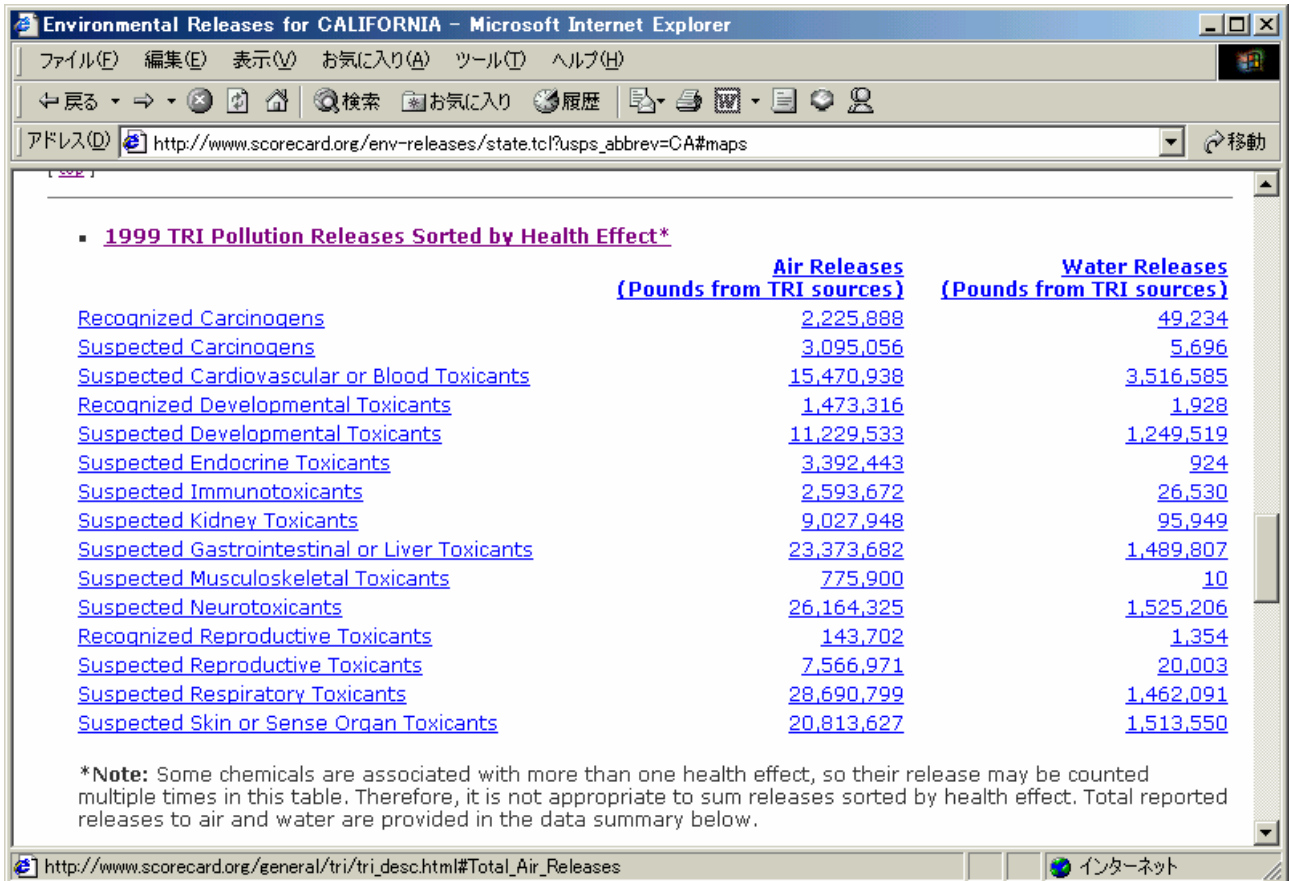 Environmental Releases for CALIFORNIA - Microsoft Internet Explorer
ファイル(F) 編集(E) 表示(V) お気に入り(A) ツール(T) ヘルプ(H)
戻る 検索 お気に入り 履歴
アドレス(D) http://www.scorecard.org/env-releases/state.tcl?usps_abbrev=CA#maps 移動
[ top ]
1999 TRI Pollution Releases Sorted by Health Effect*
Air Releases Water Releases
(Pounds from TRI sources) (Pounds from TRI sources)
Recognized Carcinogens 2,225,888 49,234
Suspected Carcinogens 3,095,056 5,696
Suspected Cardiovascular or Blood Toxicants 15,470,938 3,516,585
Recognized Developmental Toxicants 1,473,316 1,928
Suspected Developmental Toxicants 11,229,533 1,249,519
Suspected Endocrine Toxicants 3,392,443 924
Suspected Immunotoxicants 2,593,672 26,530
Suspected Kidney Toxicants 9,027,948 95,949
Suspected Gastrointestinal or Liver Toxicants 23,373,682 1,489,807
Suspected Musculoskeletal Toxicants 775,900 10
Suspected Neurotoxicants 26,164,325 1,525,206
Recognized Reproductive Toxicants 143,702 1,354
Suspected Reproductive Toxicants 7,566,971 20,003
Suspected Respiratory Toxicants 28,690,799 1,462,091
Suspected Skin or Sense Organ Toxicants 20,813,627 1,513,550
*Note: Some chemicals are associated with more than one health effect, so their release may be counted
multiple times in this table. Therefore, it is not appropriate to sum releases sorted by health effect. Total reported
releases to air and water are provided in the data summary below.
http://www.scorecard.org/general/tri/tri_desc.html#Total_Air_Releases インターネット